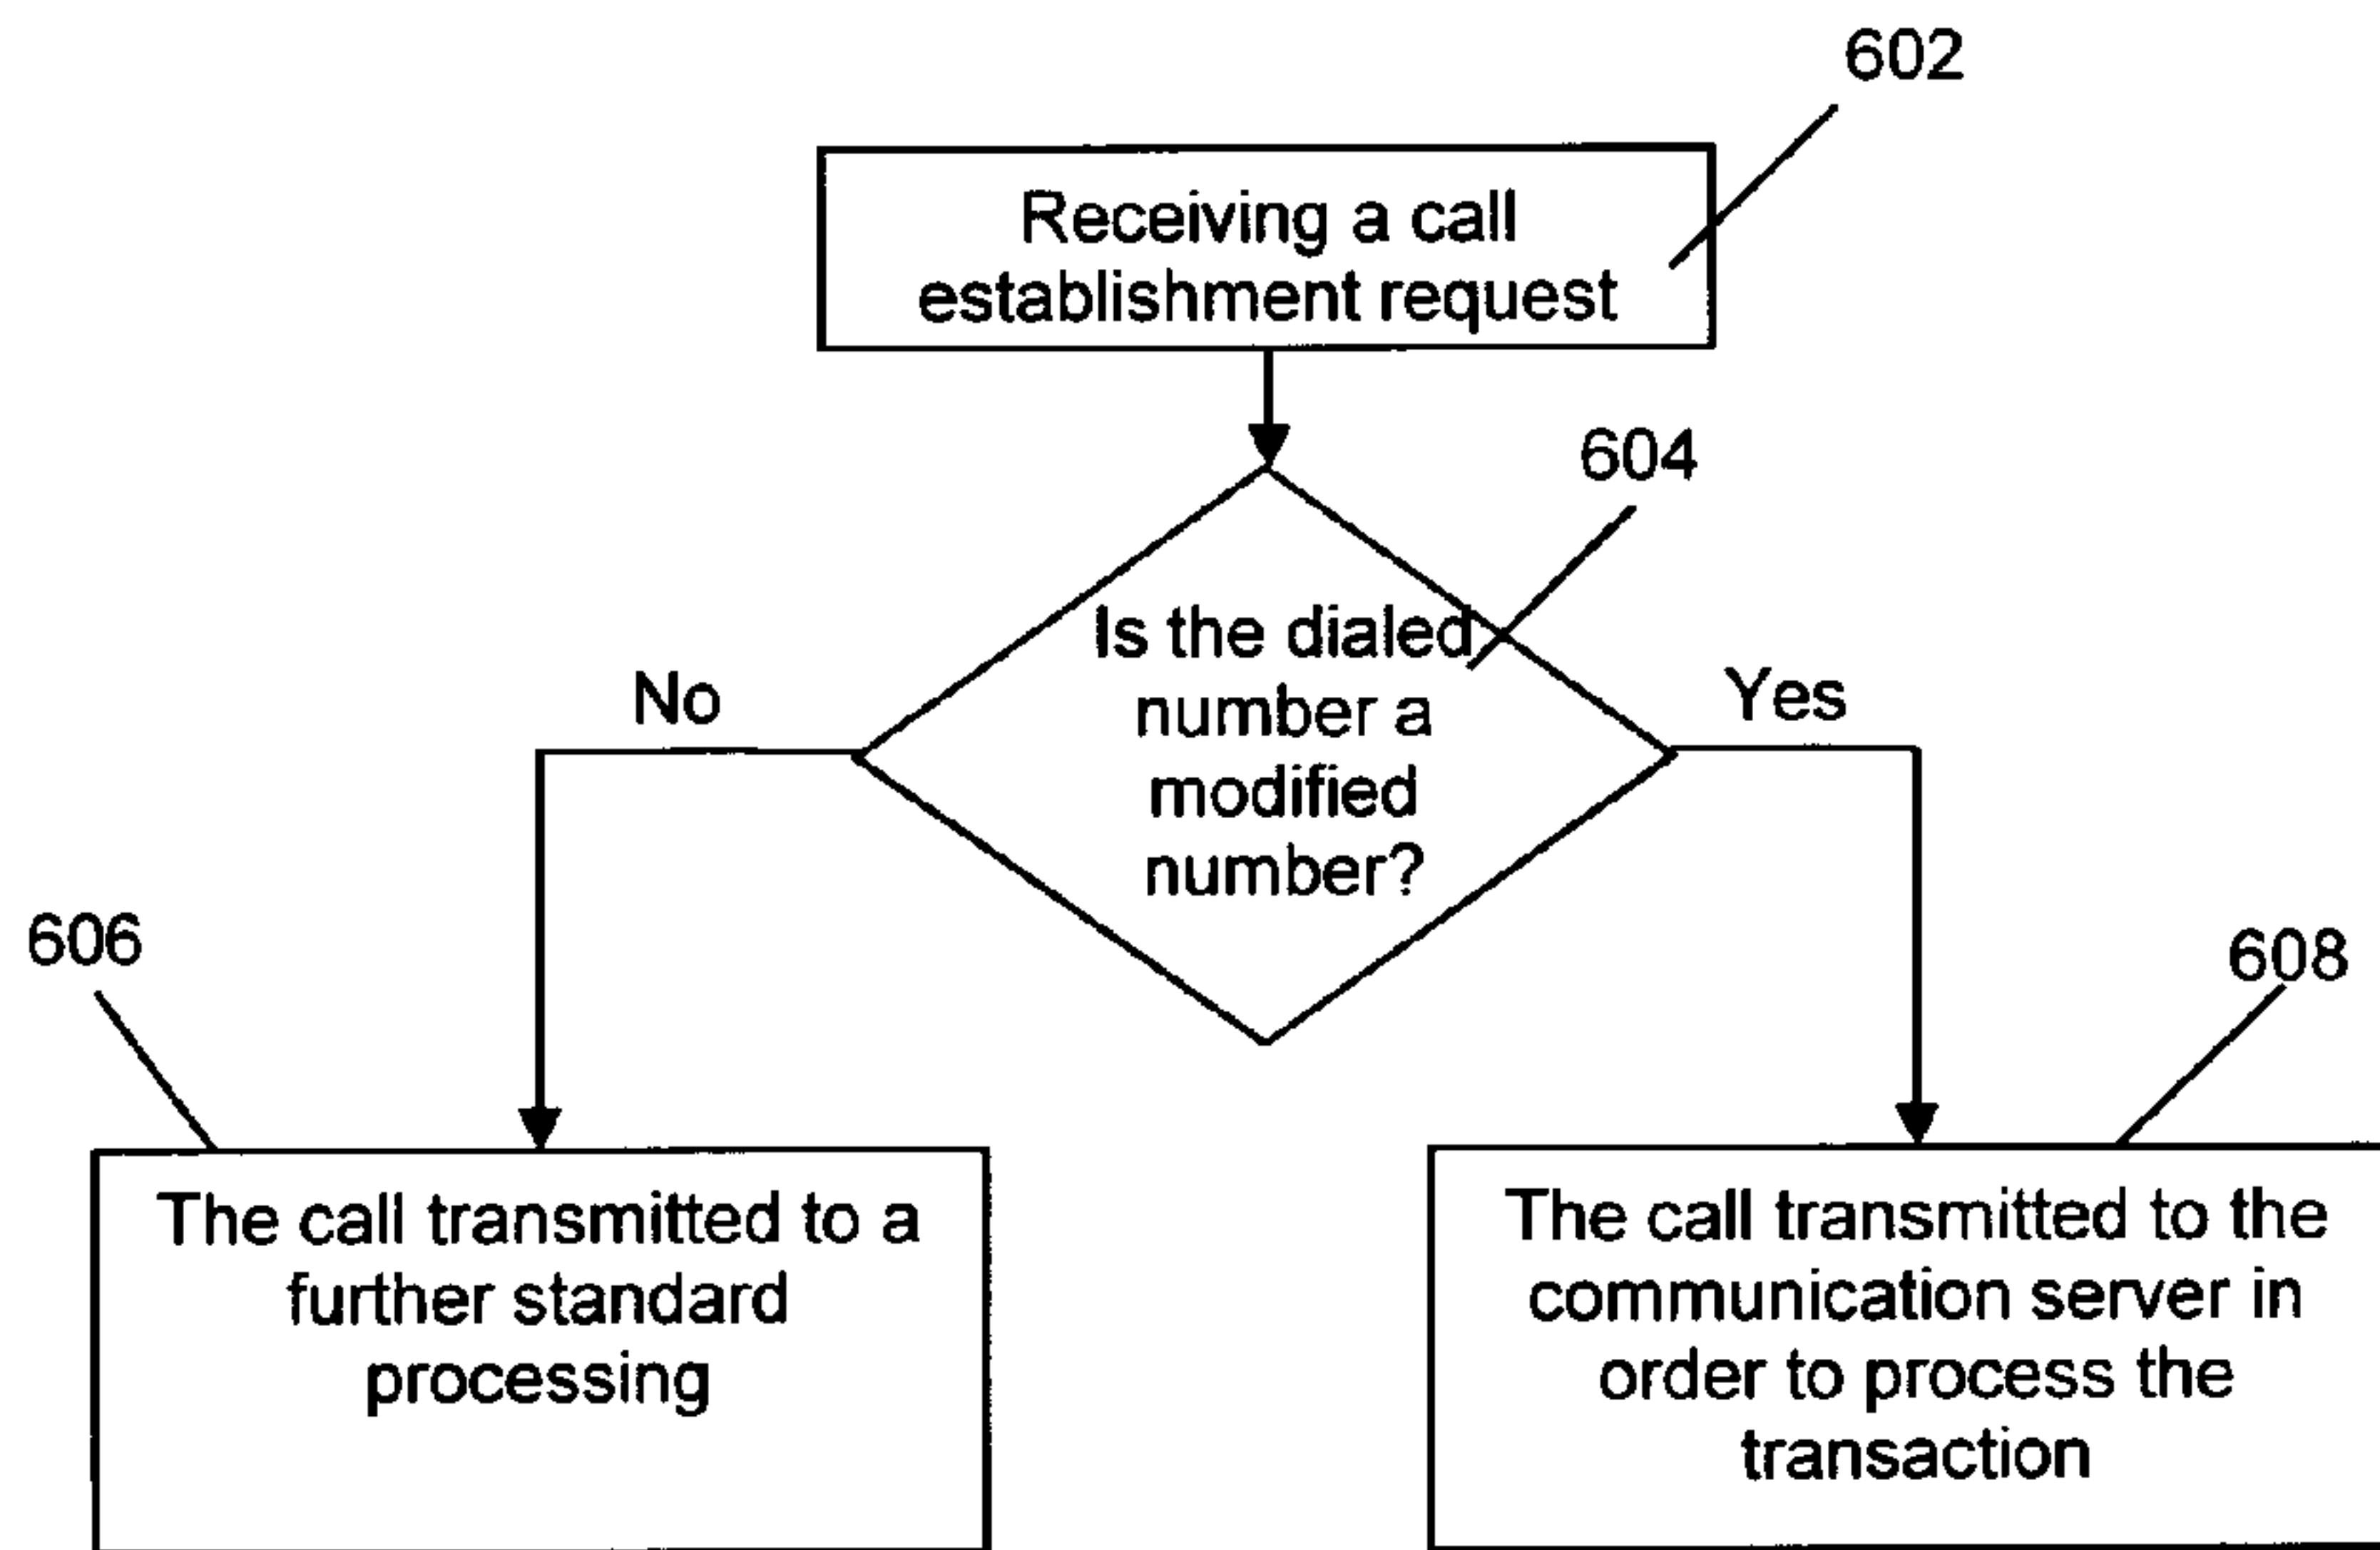 602
Receiving a call
establishment request
604
Is the dialed
number a
modified
number?
No
Yes
606
608
The call transmitted to a
further standard
processing
The call transmitted to the
communication server in
order to process the
transaction